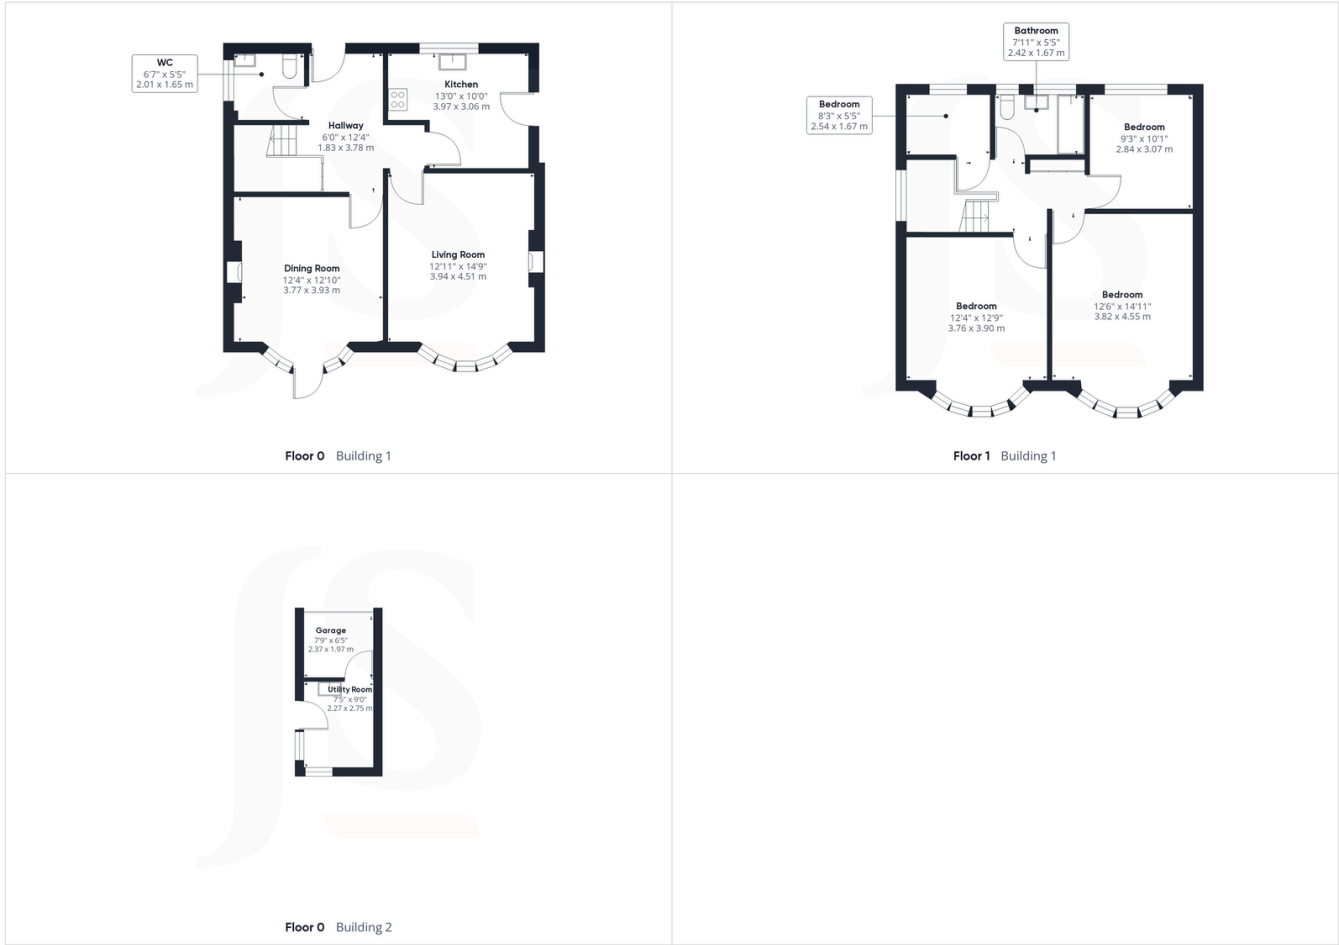 WC
6'7" x 5'5"
2.01 x 1.65 m
Kitchen
13'0" x 10'0"
3.97 x 3.06 m
Hallway
6'0" x 12'4"
1.83 x 3.78 m
Dining Room
12'4" x 12'10"
3.77 x 3.93 m
Living Room
12'11" x 14'9"
3.94 x 4.51 m
Floor 0 Building 1
Bathroom
7'11" x 5'5"
2.42 x 1.67 m
Bedroom
8'3" x 5'5"
2.54 x 1.67 m
Bedroom
9'3" x 10'1"
2.84 x 3.07 m
Bedroom
12'4" x 12'9"
3.76 x 3.90 m
Bedroom
12'6" x 14'11"
3.82 x 4.55 m
Floor 1 Building 1
Garage
7'9" x 6'5"
2.37 x 1.97 m
Utility Room
7'5" x 9'0"
2.27 x 2.75 m
Floor 0 Building 2
JS